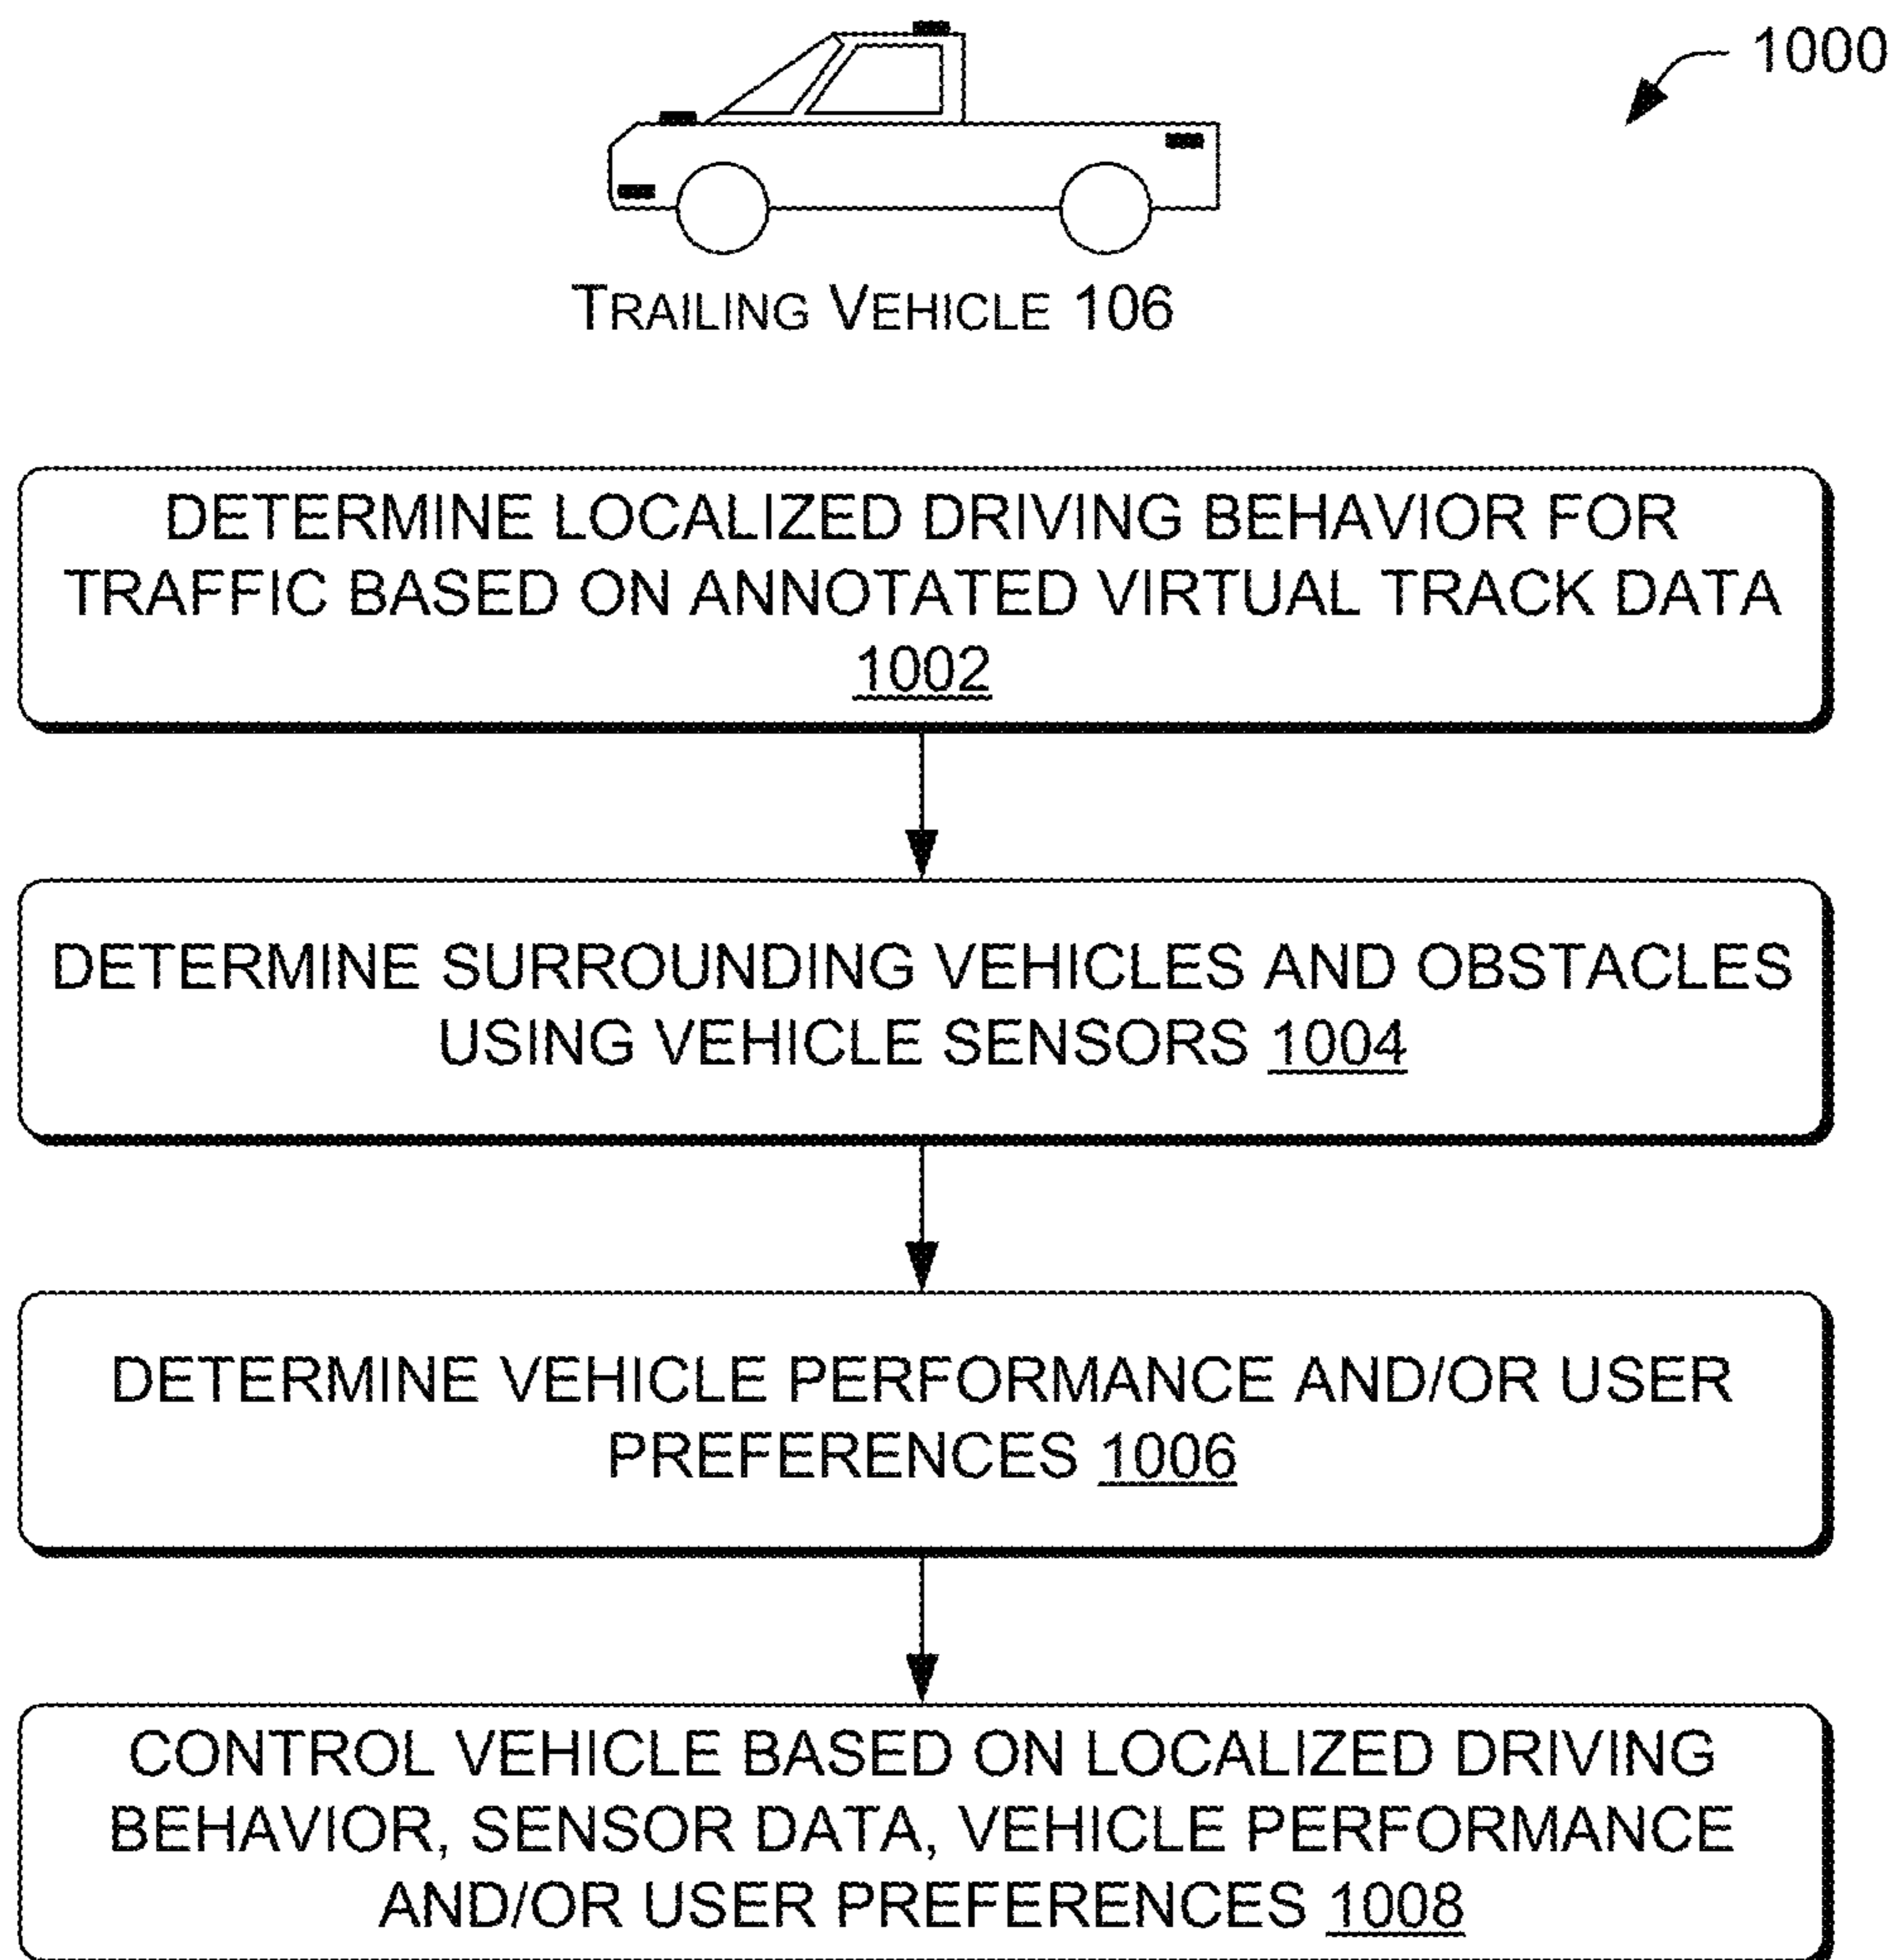 1000
TRAILING VEHICLE 106
DETERMINE LOCALIZED DRIVING BEHAVIOR FOR
TRAFFIC BASED ON ANNOTATED VIRTUAL TRACK DATA
1002
DETERMINE SURROUNDING VEHICLES AND OBSTACLES
USING VEHICLE SENSORS 1004
DETERMINE VEHICLE PERFORMANCE AND/OR USER
PREFERENCES 1006
CONTROL VEHICLE BASED ON LOCALIZED DRIVING
BEHAVIOR, SENSOR DATA, VEHICLE PERFORMANCE
AND/OR USER PREFERENCES 1008